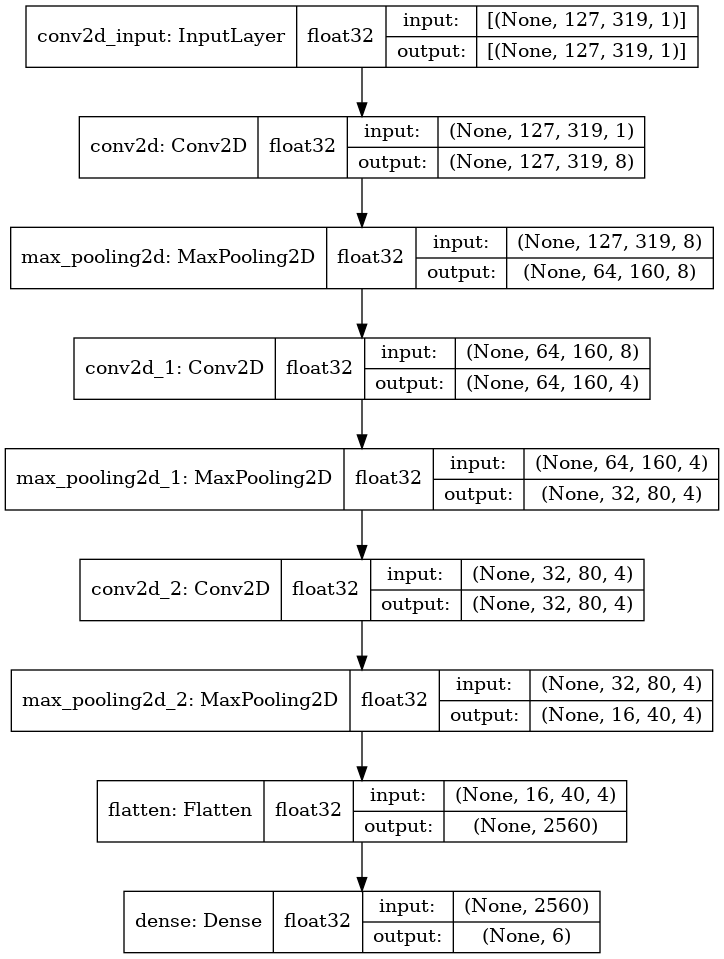 conv2d_input: InputLayer float32 input: [(None, 127, 319, 1)]
output: [(None, 127, 319, 1)]
conv2d: Conv2D float32 input: (None, 127, 319, 1)
output: (None, 127, 319, 8)
max_pooling2d: MaxPooling2D float32 input: (None, 127, 319, 8)
output: (None, 64, 160, 8)
conv2d_1: Conv2D float32 input: (None, 64, 160, 8)
output: (None, 64, 160, 4)
max_pooling2d_1: MaxPooling2D float32 input: (None, 64, 160, 4)
output: (None, 32, 80, 4)
conv2d_2: Conv2D float32 input: (None, 32, 80, 4)
output: (None, 32, 80, 4)
max_pooling2d_2: MaxPooling2D float32 input: (None, 32, 80, 4)
output: (None, 16, 40, 4)
flatten: Flatten float32 input: (None, 16, 40, 4)
output: (None, 2560)
dense: Dense float32 input: (None, 2560)
output: (None, 6)